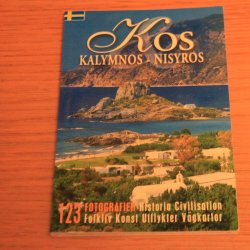 Kos
KALYMNOS - NISYROS
123 FOTOGRAFIER Historia Civilisation
Folkliv Konst Utflykter Vägkartor